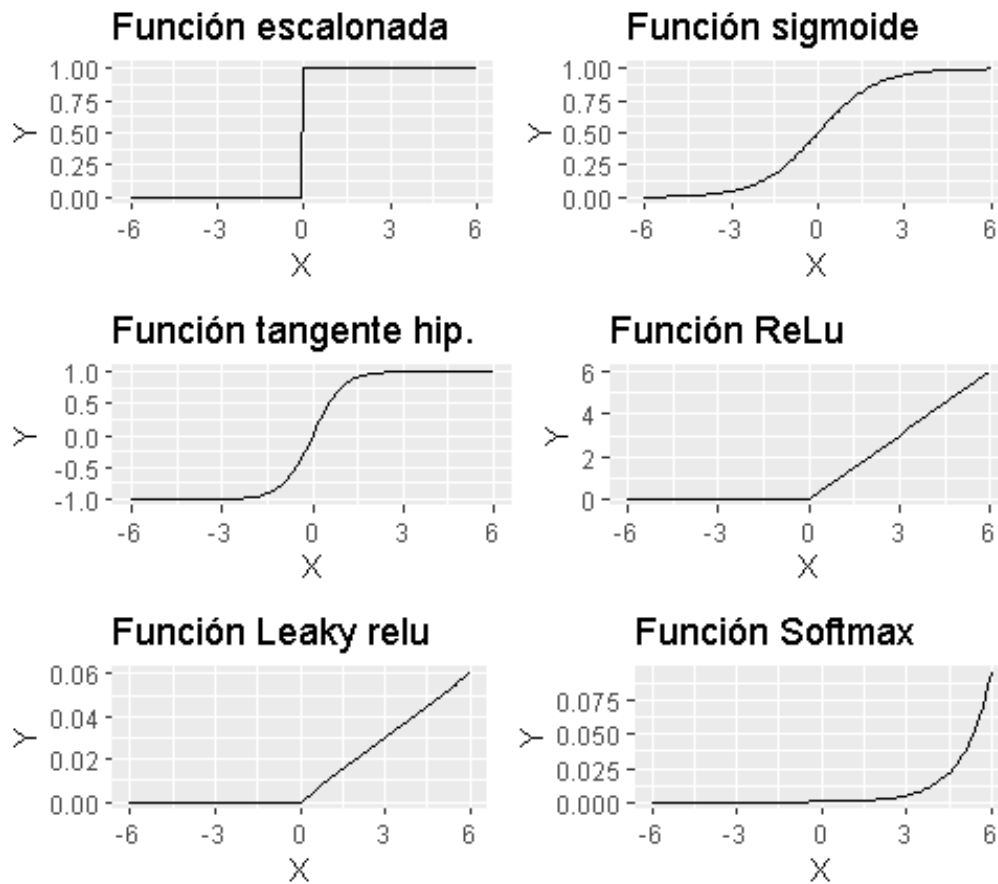 Función escalonada
1.00
0.75
0.50
0.25
0.00
Y
-6 -3 0 3 6
X
Función sigmoide
1.00
0.75
0.50
0.25
0.00
Y
-6 -3 0 3 6
X
Función tangente hip.
1.0
0.5
0.0
-0.5
-1.0
Y
-6 -3 0 3 6
X
Función ReLu
6
4
2
0
Y
-6 -3 0 3 6
X
Función Leaky relu
0.06
0.04
0.02
0.00
Y
-6 -3 0 3 6
X
Función Softmax
0.075
0.050
0.025
0.000
Y
-6 -3 0 3 6
X